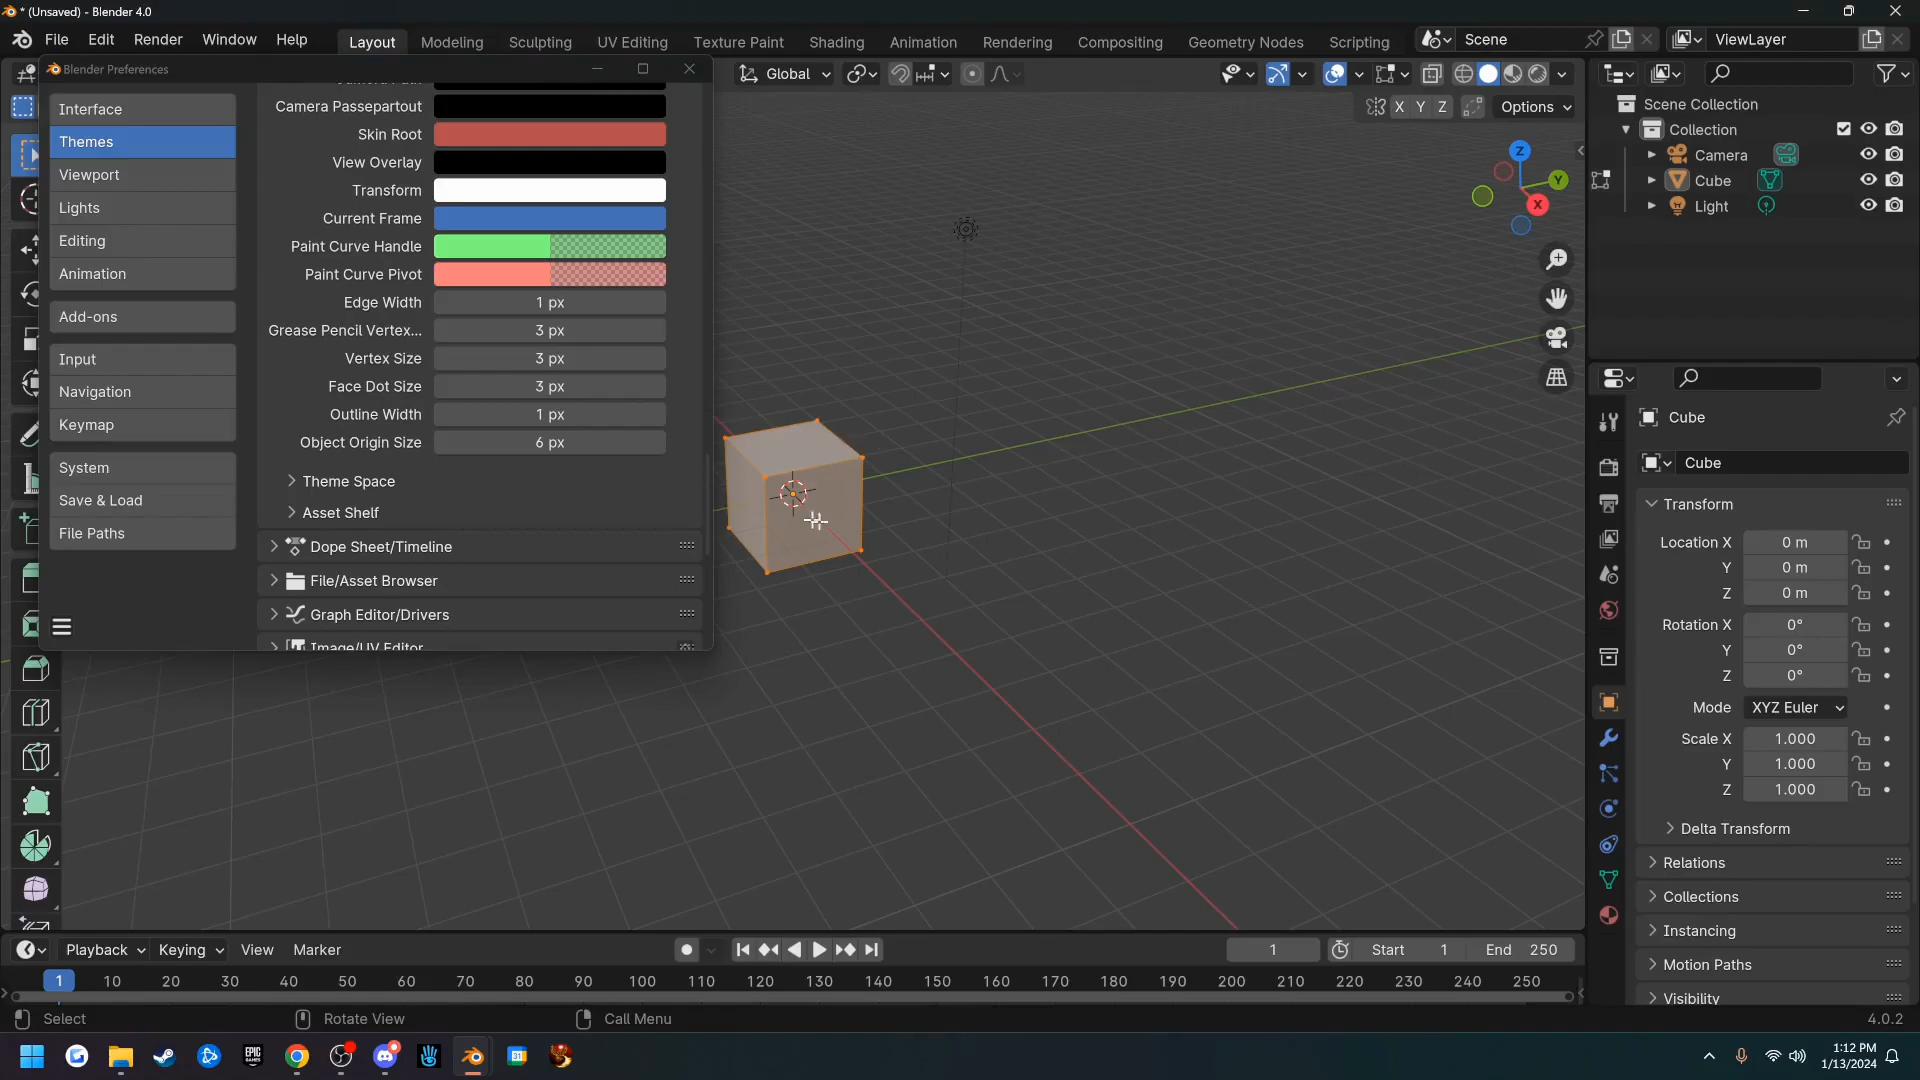 * (Unsaved) - Blender 4.0
File Edit Render Window Help Layout Modeling Sculpting UV Editing Texture Paint Shading Animation Rendering Compositing Geometry Nodes Scripting Scene ViewLayer
Blender Preferences
Global
X Y Z Options
Interface
Themes
Viewport
Lights
Editing
Animation
Add-ons
Input
Navigation
Keymap
System
Save & Load
File Paths
Camera Passepartout
Skin Root
View Overlay
Transform
Current Frame
Paint Curve Handle
Paint Curve Pivot
Edge Width 1 px
Grease Pencil Vertex... 3 px
Vertex Size 3 px
Face Dot Size 3 px
Outline Width 1 px
Object Origin Size 6 px
Theme Space
Asset Shelf
Dope Sheet/Timeline
File/Asset Browser
Graph Editor/Drivers
Image/UV Editor
Z
Y
X
Scene Collection
Collection
Camera
Cube
Light
Cube
Cube
Transform
Location X 0 m
Y 0 m
Z 0 m
Rotation X 0°
Y 0°
Z 0°
Mode XYZ Euler
Scale X 1.000
Y 1.000
Z 1.000
Delta Transform
Relations
Collections
Instancing
Motion Paths
Visibility
Playback Keying View Marker 1 Start 1 End 250
1 10 20 30 40 50 60 70 80 90 100 110 120 130 140 150 160 170 180 190 200 210 220 230 240 250
Select Rotate View Call Menu 4.0.2
EPIC GAMES
31
1:12 PM
1/13/2024